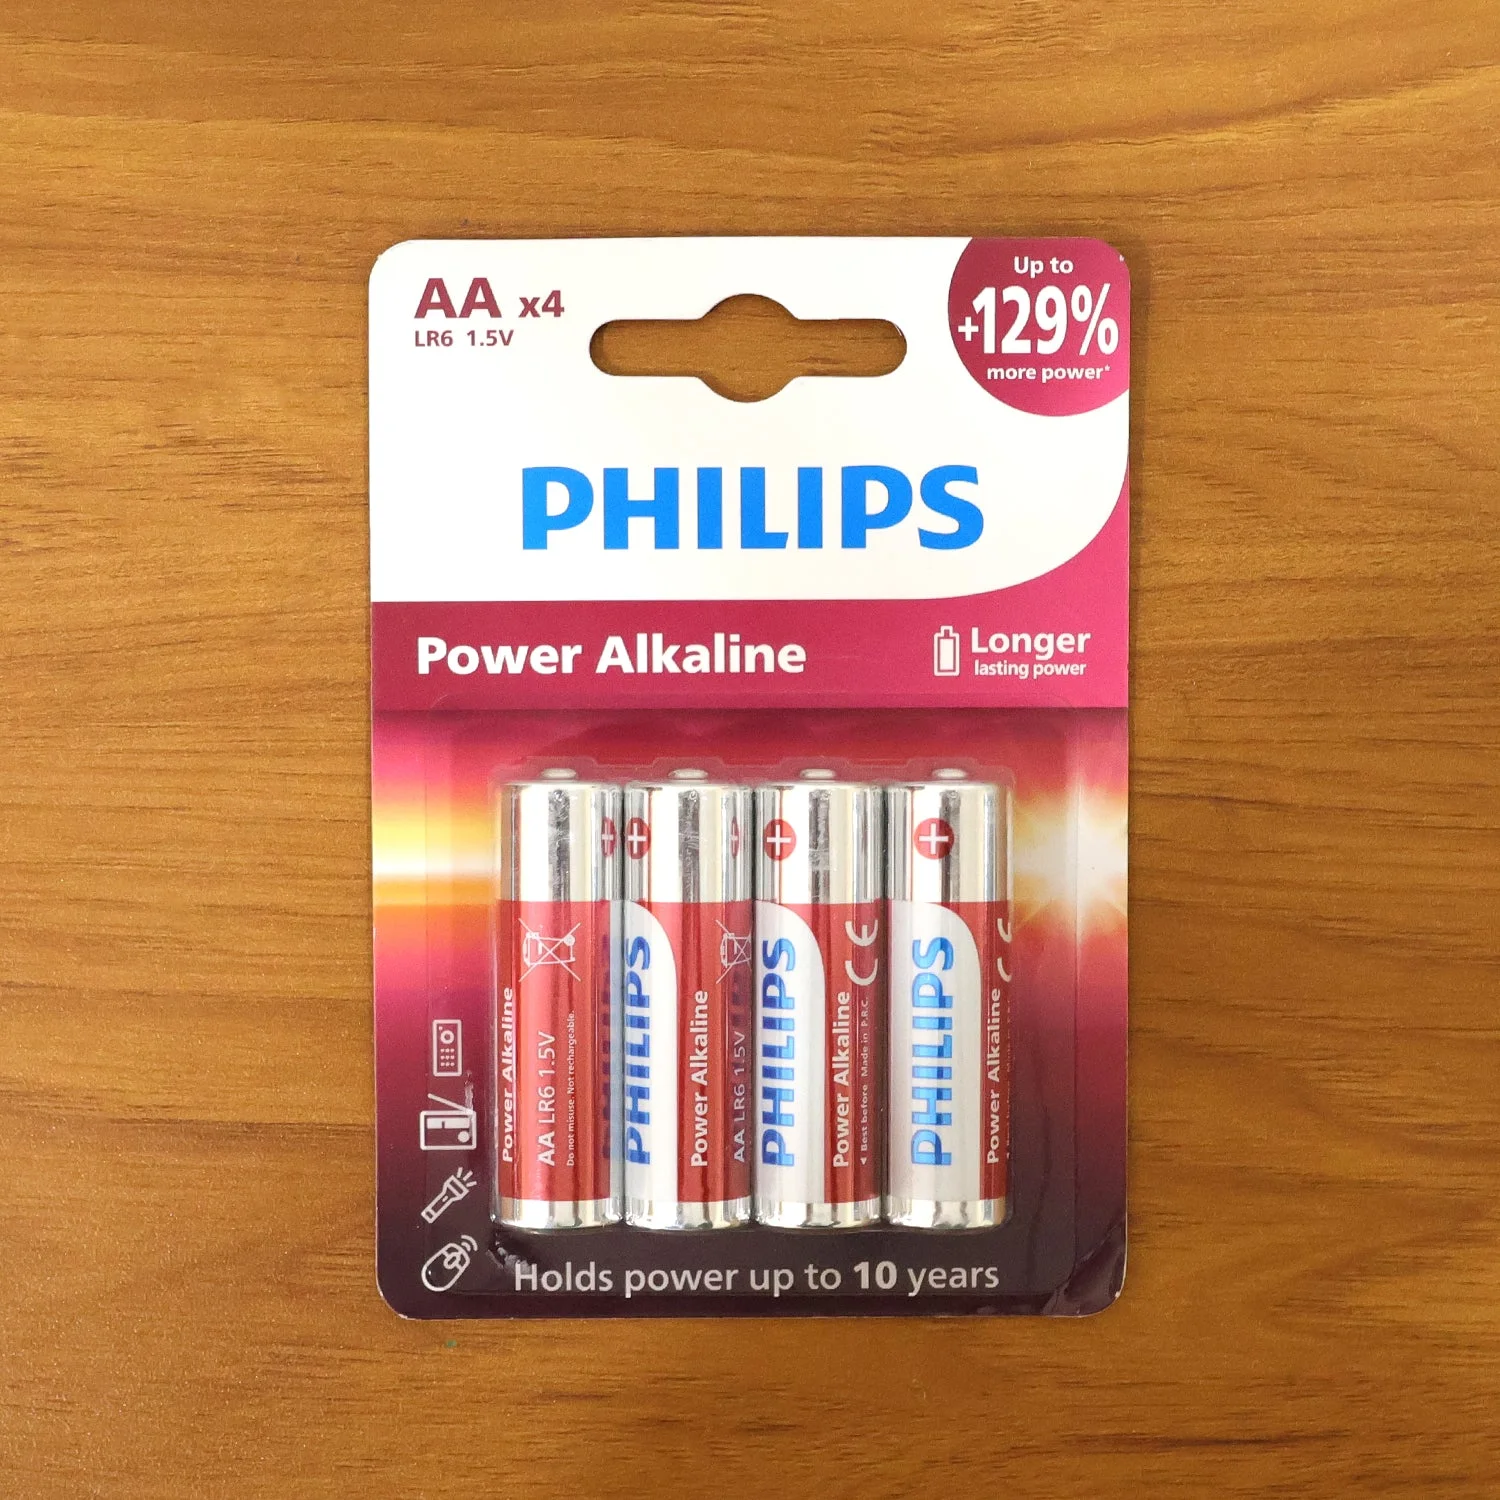 AA x4
LR6 1.5V
Up to
+129%
more power*
PHILIPS
Power Alkaline
Longer
lasting power
Power Alkaline
AA LR6 1.5V
Do not misuse. Not rechargeable.
PHILIPS
Power Alkaline
AA LR6 1.5V
PHILIPS
Power Alkaline
CE
Best before Made in P.R.C.
PHILIPS
Power Alkaline
Holds power up to 10 years